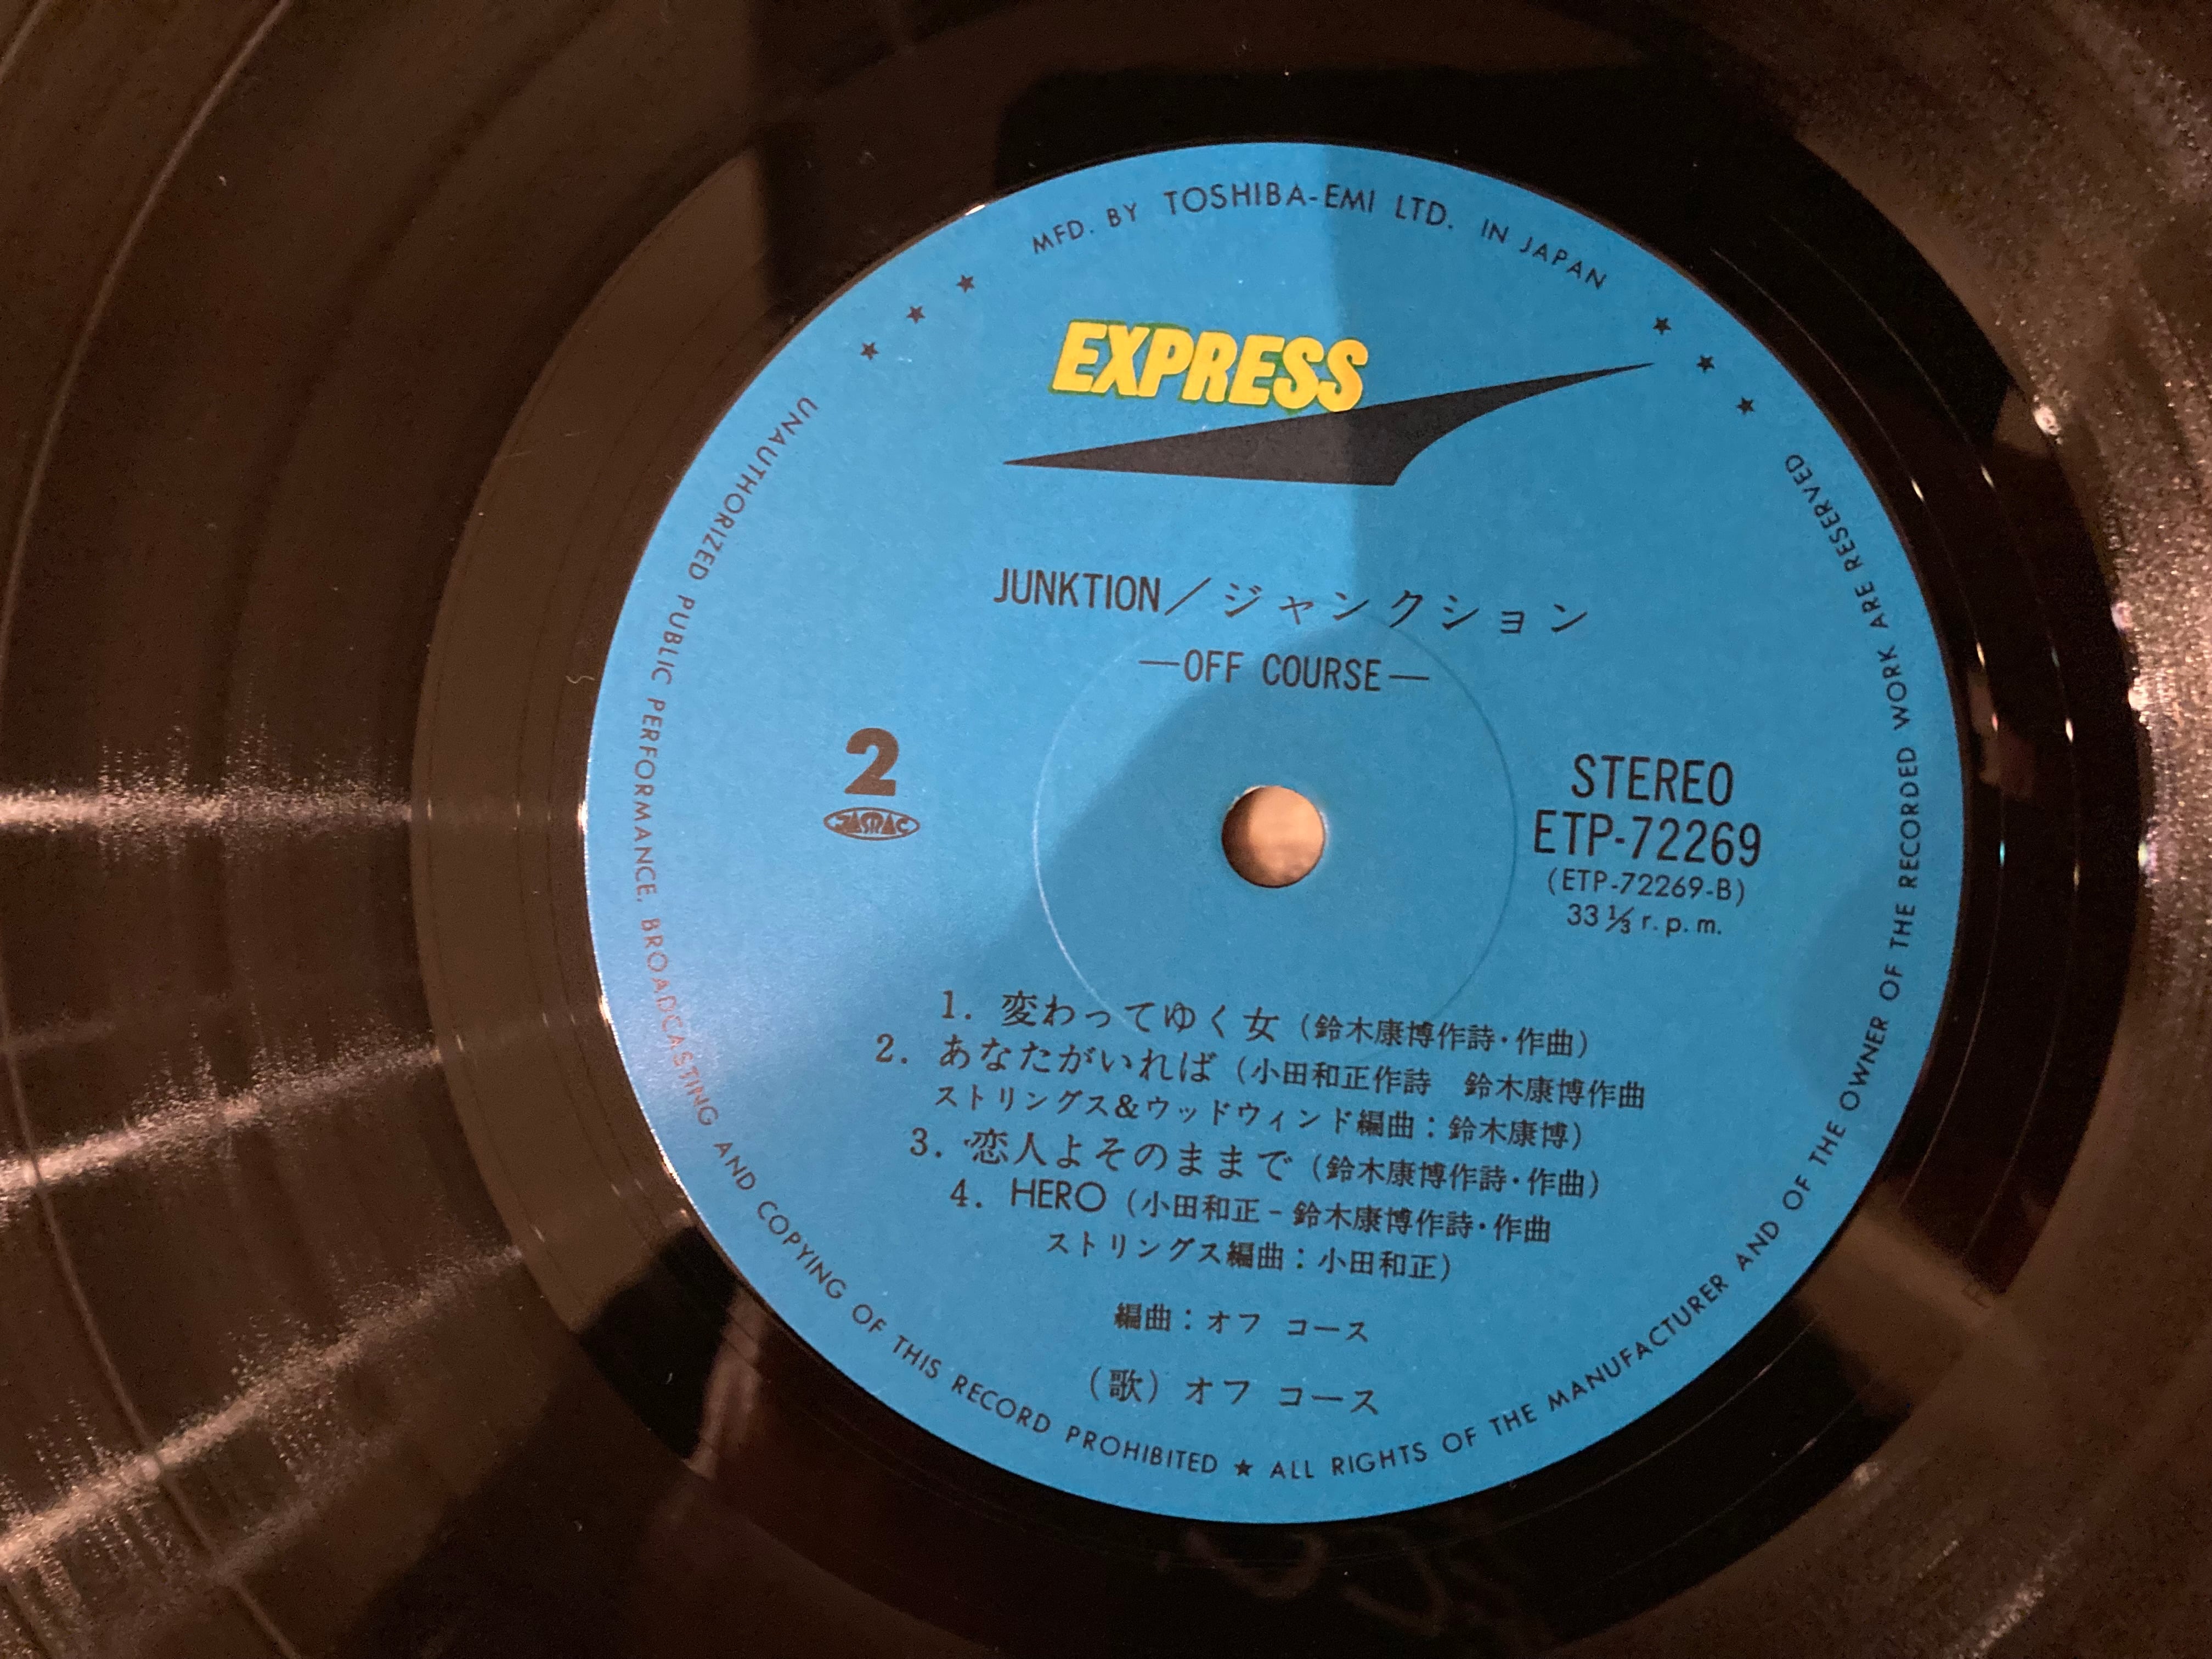 MFD. BY TOSHIBA-EMI LTD. IN JAPAN
EXPRESS
JUNKTION／ジャンクション
—OFF COURSE—
2
JASRAC
STEREO
ETP-72269
(ETP-72269-B)
33⅓ r.p.m.
1. 変わってゆく女（鈴木康博作詩・作曲）
2. あなたがいれば（小田和正作詩　鈴木康博作曲
ストリングス&ウッドウィンド編曲：鈴木康博）
3. 恋人よそのままで（鈴木康博作詩・作曲）
4. HERO（小田和正－鈴木康博作詩・作曲
ストリングス編曲：小田和正）
編曲：オフ コース
（歌）オフ コース
UNAUTHORIZED PUBLIC PERFORMANCE. BROADCASTING AND COPYING OF THIS RECORD PROHIBITED ★ ALL RIGHTS OF THE MANUFACTURER AND OF THE OWNER OF THE RECORDED WORK ARE RESERVED